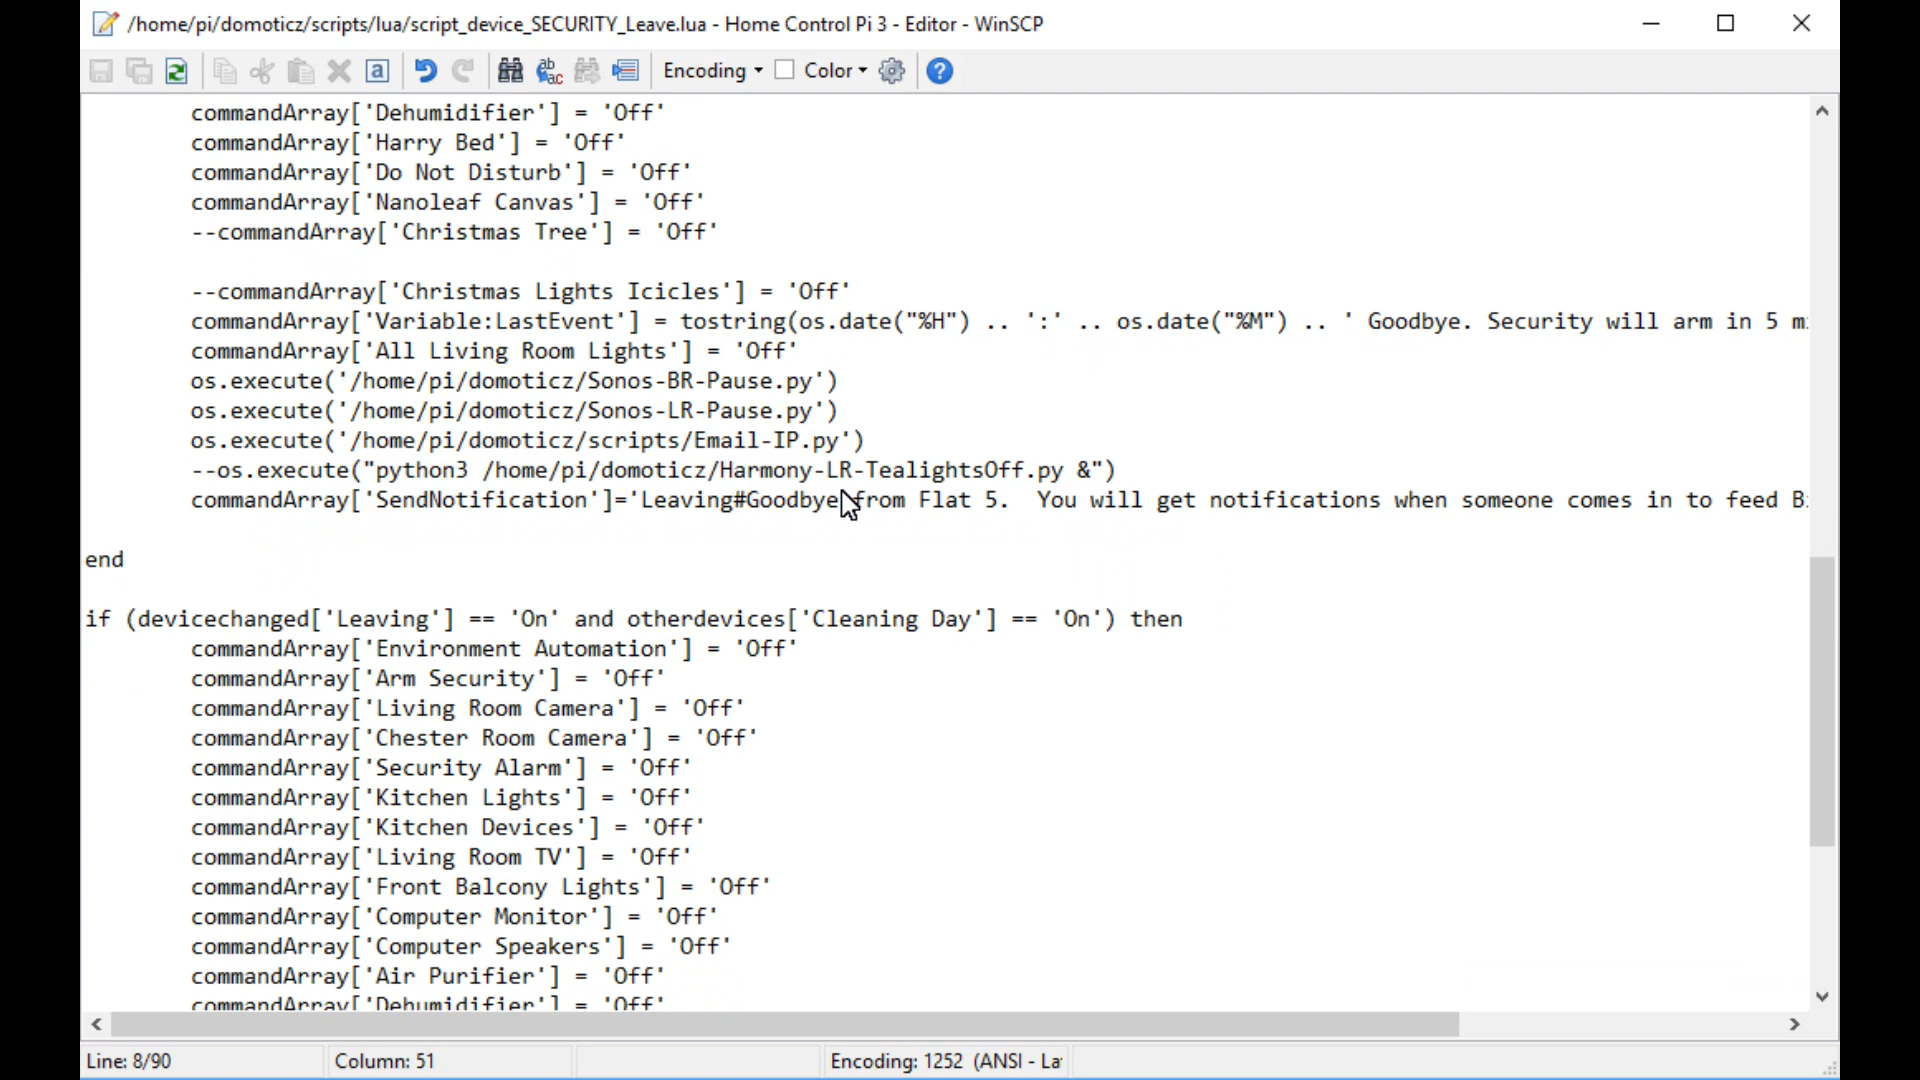 /home/pi/domoticz/scripts/lua/script_device_SECURITY_Leave.lua - Home Control Pi 3 - Editor - WinSCP
Encoding Color
commandArray['Dehumidifier'] = 'Off'
commandArray['Harry Bed'] = 'Off'
commandArray['Do Not Disturb'] = 'Off'
commandArray['Nanoleaf Canvas'] = 'Off'
--commandArray['Christmas Tree'] = 'Off'
--commandArray['Christmas Lights Icicles'] = 'Off'
commandArray['Variable:LastEvent'] = tostring(os.date("%H") .. ':' .. os.date("%M") .. ' Goodbye. Security will arm in 5 m
commandArray['All Living Room Lights'] = 'Off'
os.execute('/home/pi/domoticz/Sonos-BR-Pause.py')
os.execute('/home/pi/domoticz/Sonos-LR-Pause.py')
os.execute('/home/pi/domoticz/scripts/Email-IP.py')
--os.execute("python3 /home/pi/domoticz/Harmony-LR-TealightsOff.py &")
commandArray['SendNotification']='Leaving#Goodbye from Flat 5.  You will get notifications when someone comes in to feed B
end
if (devicechanged['Leaving'] == 'On' and otherdevices['Cleaning Day'] == 'On') then
commandArray['Environment Automation'] = 'Off'
commandArray['Arm Security'] = 'Off'
commandArray['Living Room Camera'] = 'Off'
commandArray['Chester Room Camera'] = 'Off'
commandArray['Security Alarm'] = 'Off'
commandArray['Kitchen Lights'] = 'Off'
commandArray['Kitchen Devices'] = 'Off'
commandArray['Living Room TV'] = 'Off'
commandArray['Front Balcony Lights'] = 'Off'
commandArray['Computer Monitor'] = 'Off'
commandArray['Computer Speakers'] = 'Off'
commandArray['Air Purifier'] = 'Off'
commandArray['Dehumidifier'] = 'Off'
Line: 8/90 Column: 51 Encoding: 1252 (ANSI - La